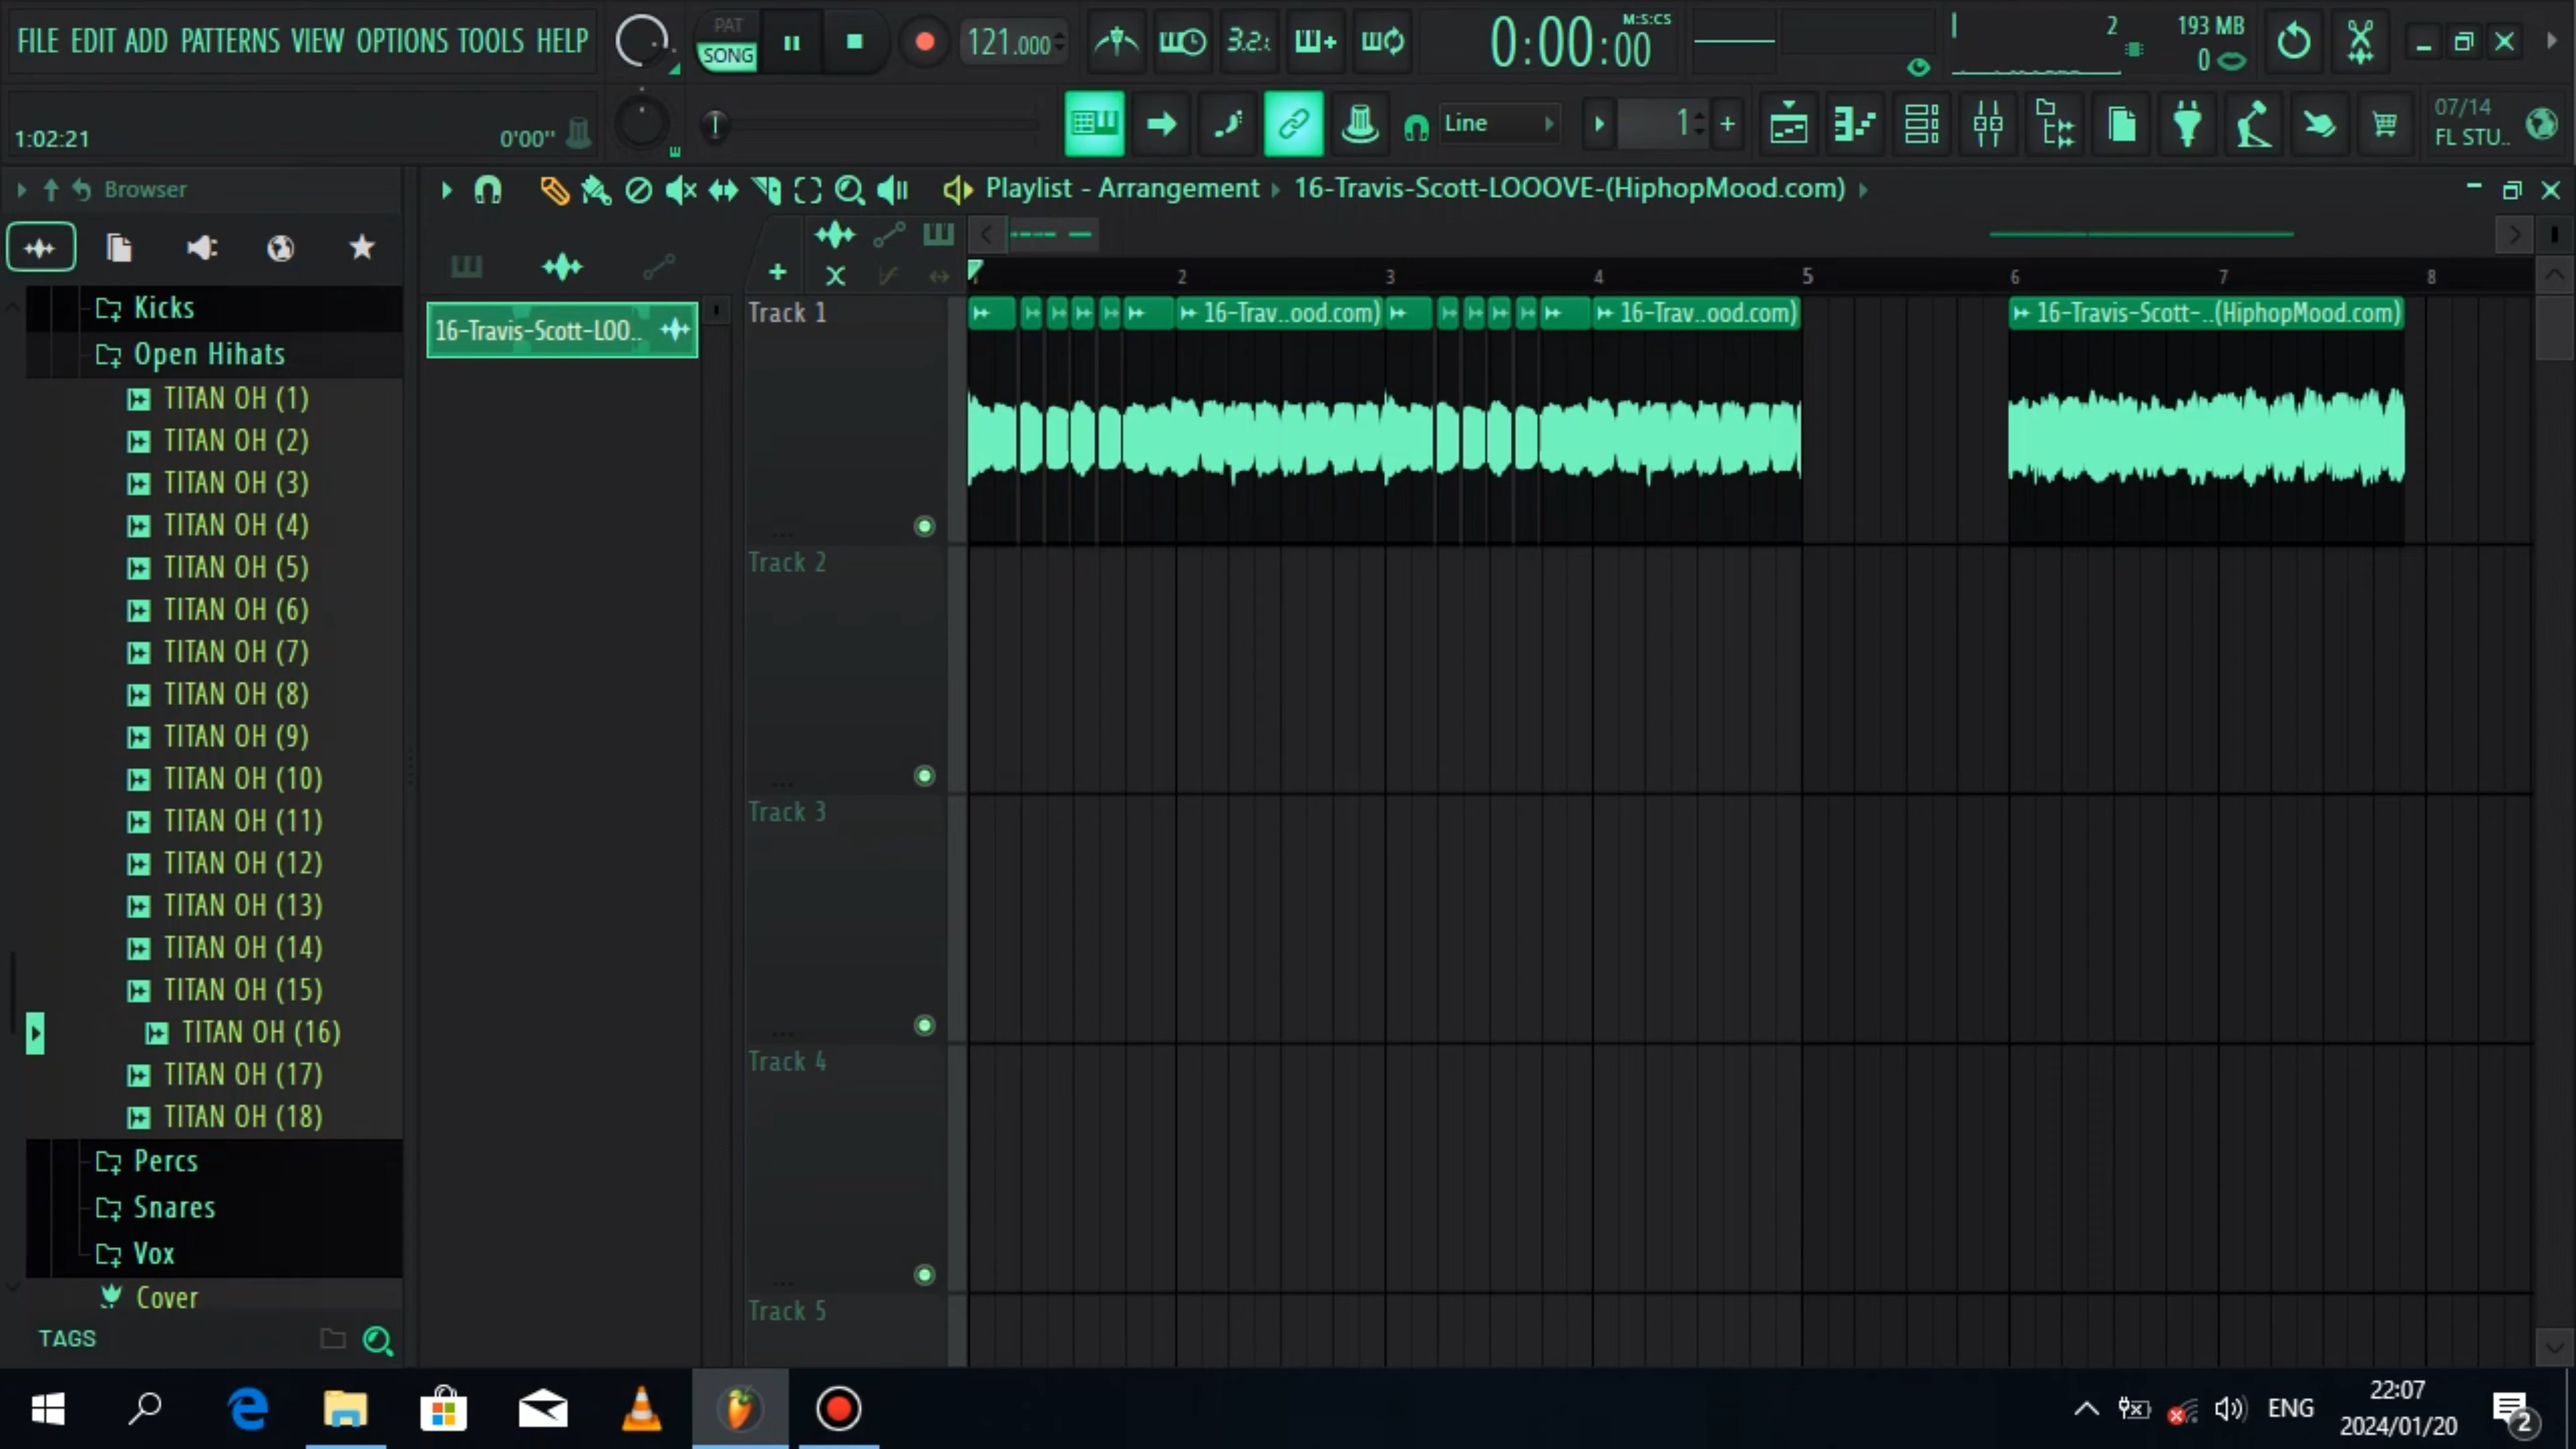 FILE EDIT ADD PATTERNS VIEW OPTIONS TOOLS HELP
PAT
SONG
121.000
3.2.1
0:00:00
M:S:CS
2
193 MB
0
1:02:21
0'00"
Line
1
07/14
FL STU..
Browser
Playlist - Arrangement
16-Travis-Scott-LOOOVE-(HiphopMood.com)
1 2 3 4 5 6 7 8
Kicks
Open Hihats
TITAN OH (1)
TITAN OH (2)
TITAN OH (3)
TITAN OH (4)
TITAN OH (5)
TITAN OH (6)
TITAN OH (7)
TITAN OH (8)
TITAN OH (9)
TITAN OH (10)
TITAN OH (11)
TITAN OH (12)
TITAN OH (13)
TITAN OH (14)
TITAN OH (15)
TITAN OH (16)
TITAN OH (17)
TITAN OH (18)
Percs
Snares
Vox
Cover
TAGS
16-Travis-Scott-LOO..
Track 1
16-Trav..ood.com)
16-Trav..ood.com)
16-Travis-Scott-..(HiphopMood.com)
Track 2
Track 3
Track 4
Track 5
ENG
22:07
2024/01/20
2